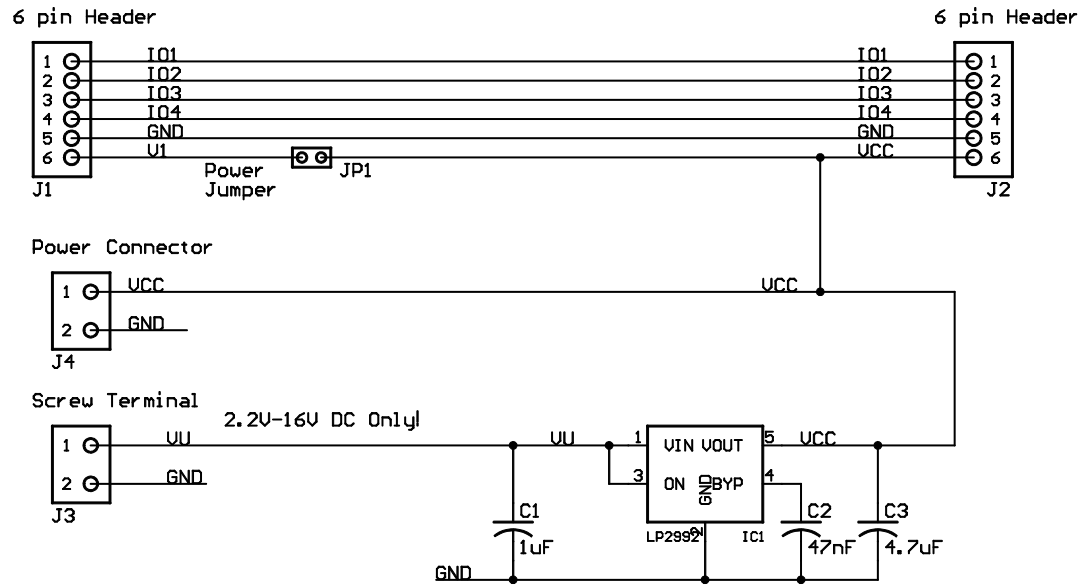 6 pin Header 6 pin Header
1 IO1 IO1 1
2 IO2 IO2 2
3 IO3 IO3 3
4 IO4 IO4 4
5 GND GND 5
6 V1 VCC 6
Power Jumper JP1
J1 J2
Power Connector
1 VCC VCC
2 GND
J4
Screw Terminal
2.2V-16V DC Only!
1 VU VU 1 VIN VOUT 5 VCC
2 GND 3 ON GND BYP 4
J3
C1 C2 C3
LP2992 2 IC1
1uF 47nF 4.7uF
GND